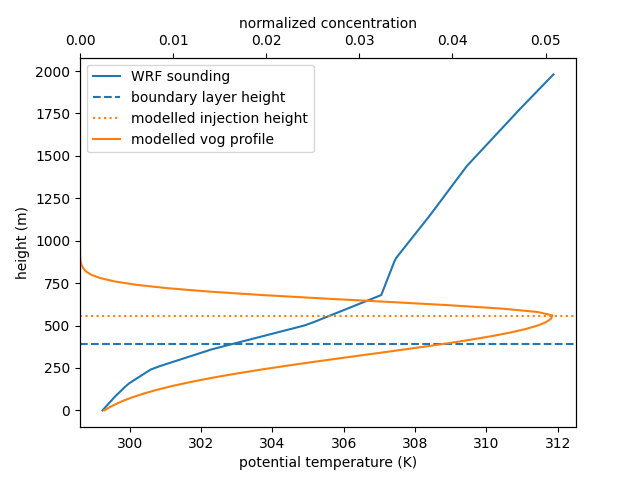 normalized concentration
0.00 0.01 0.02 0.03 0.04 0.05
WRF sounding
boundary layer height
modelled injection height
modelled vog profile
height (m)
2000
1750
1500
1250
1000
750
500
250
0
300 302 304 306 308 310 312
potential temperature (K)